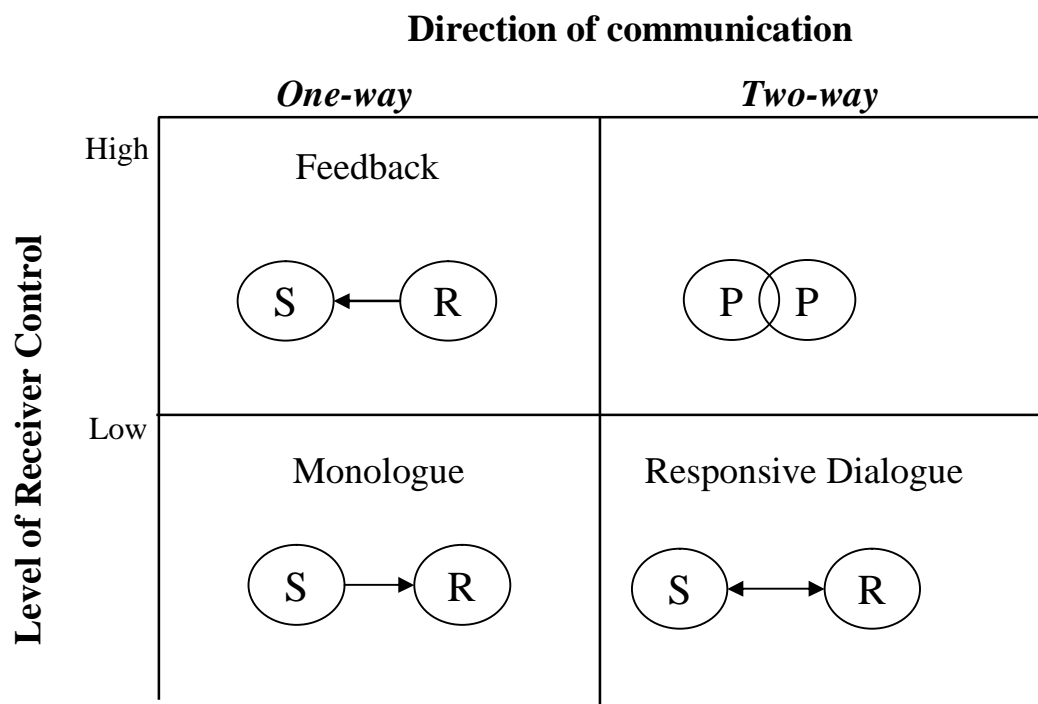 Direction of communication
One-way
Two-way
High
Feedback
S
R
P
P
Level of Receiver Control
Low
Monologue
Responsive Dialogue
S
R
S
R